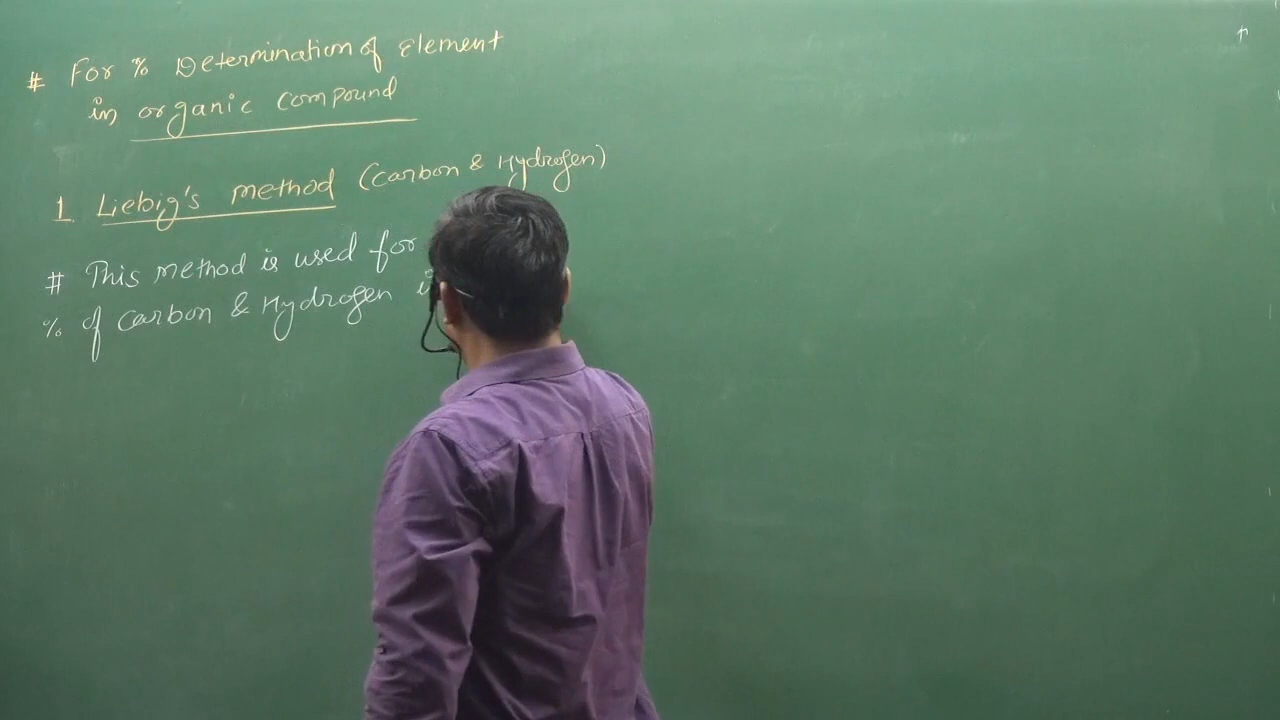 # For % Determination of Element
in organic compound
1. Liebig's method (Carbon & Hydrogen)
# This method is used for
% of carbon & Hydrogen